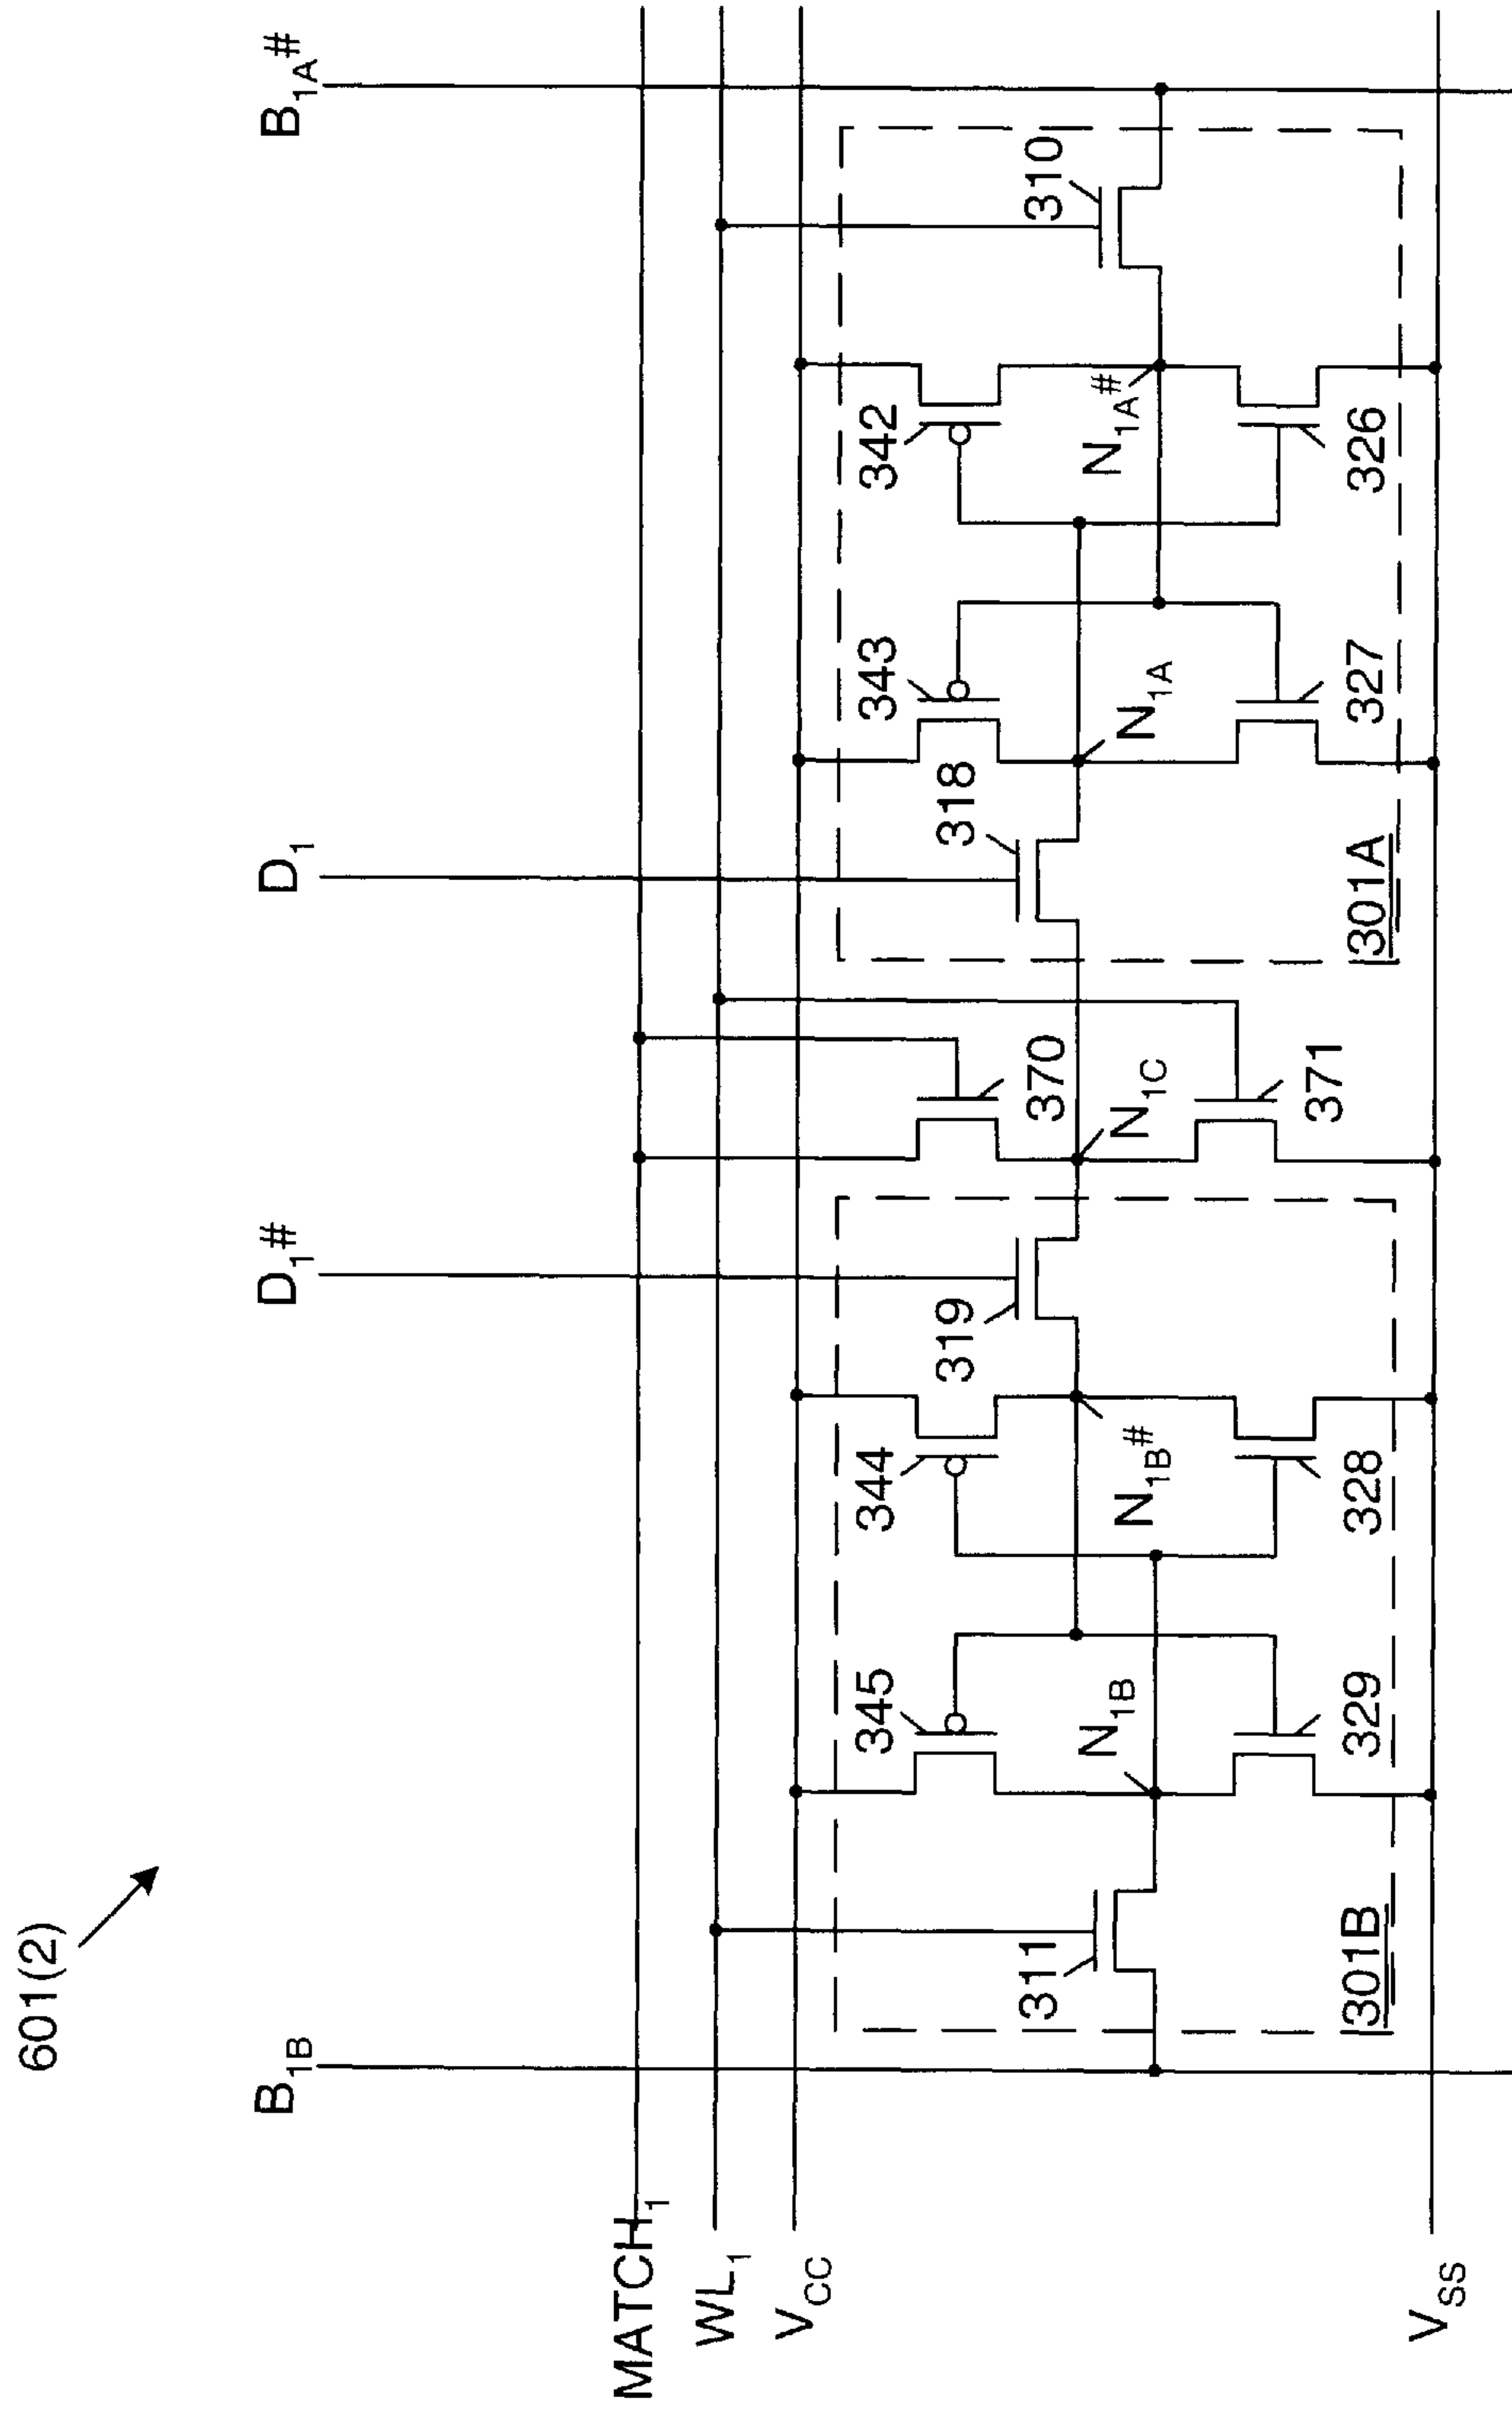 601(2)
B1B
D1#
D1
B1A#
MATCH1
WL1
VCC
VSS
311
345
344
319
370
318
343
342
310
N1B
N1B#
N1C
N1A
N1A#
329
328
371
327
326
301B
301A